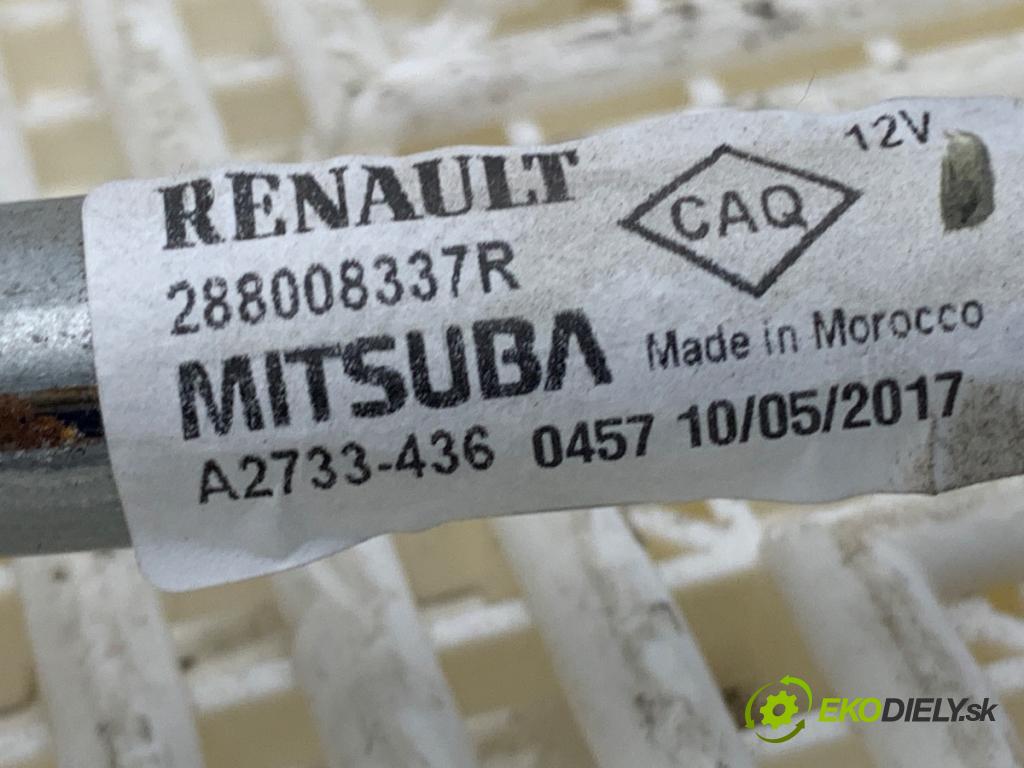 RENAULT
CAQ
12V
288008337R
MITSUBA Made in Morocco
A2733-436 0457 10/05/2017
EKODIELY.sk